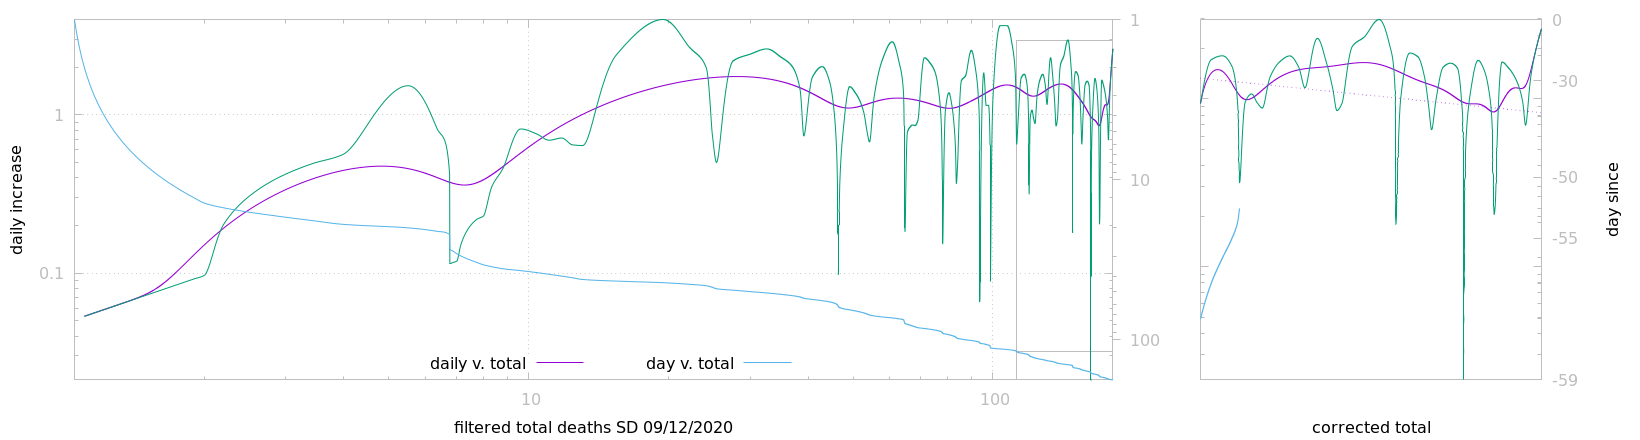 daily increase
1
0.1
10
100
filtered total deaths SD 09/12/2020
daily v. total
day v. total
1
10
100
0
-30
-50
-55
-59
day since
corrected total